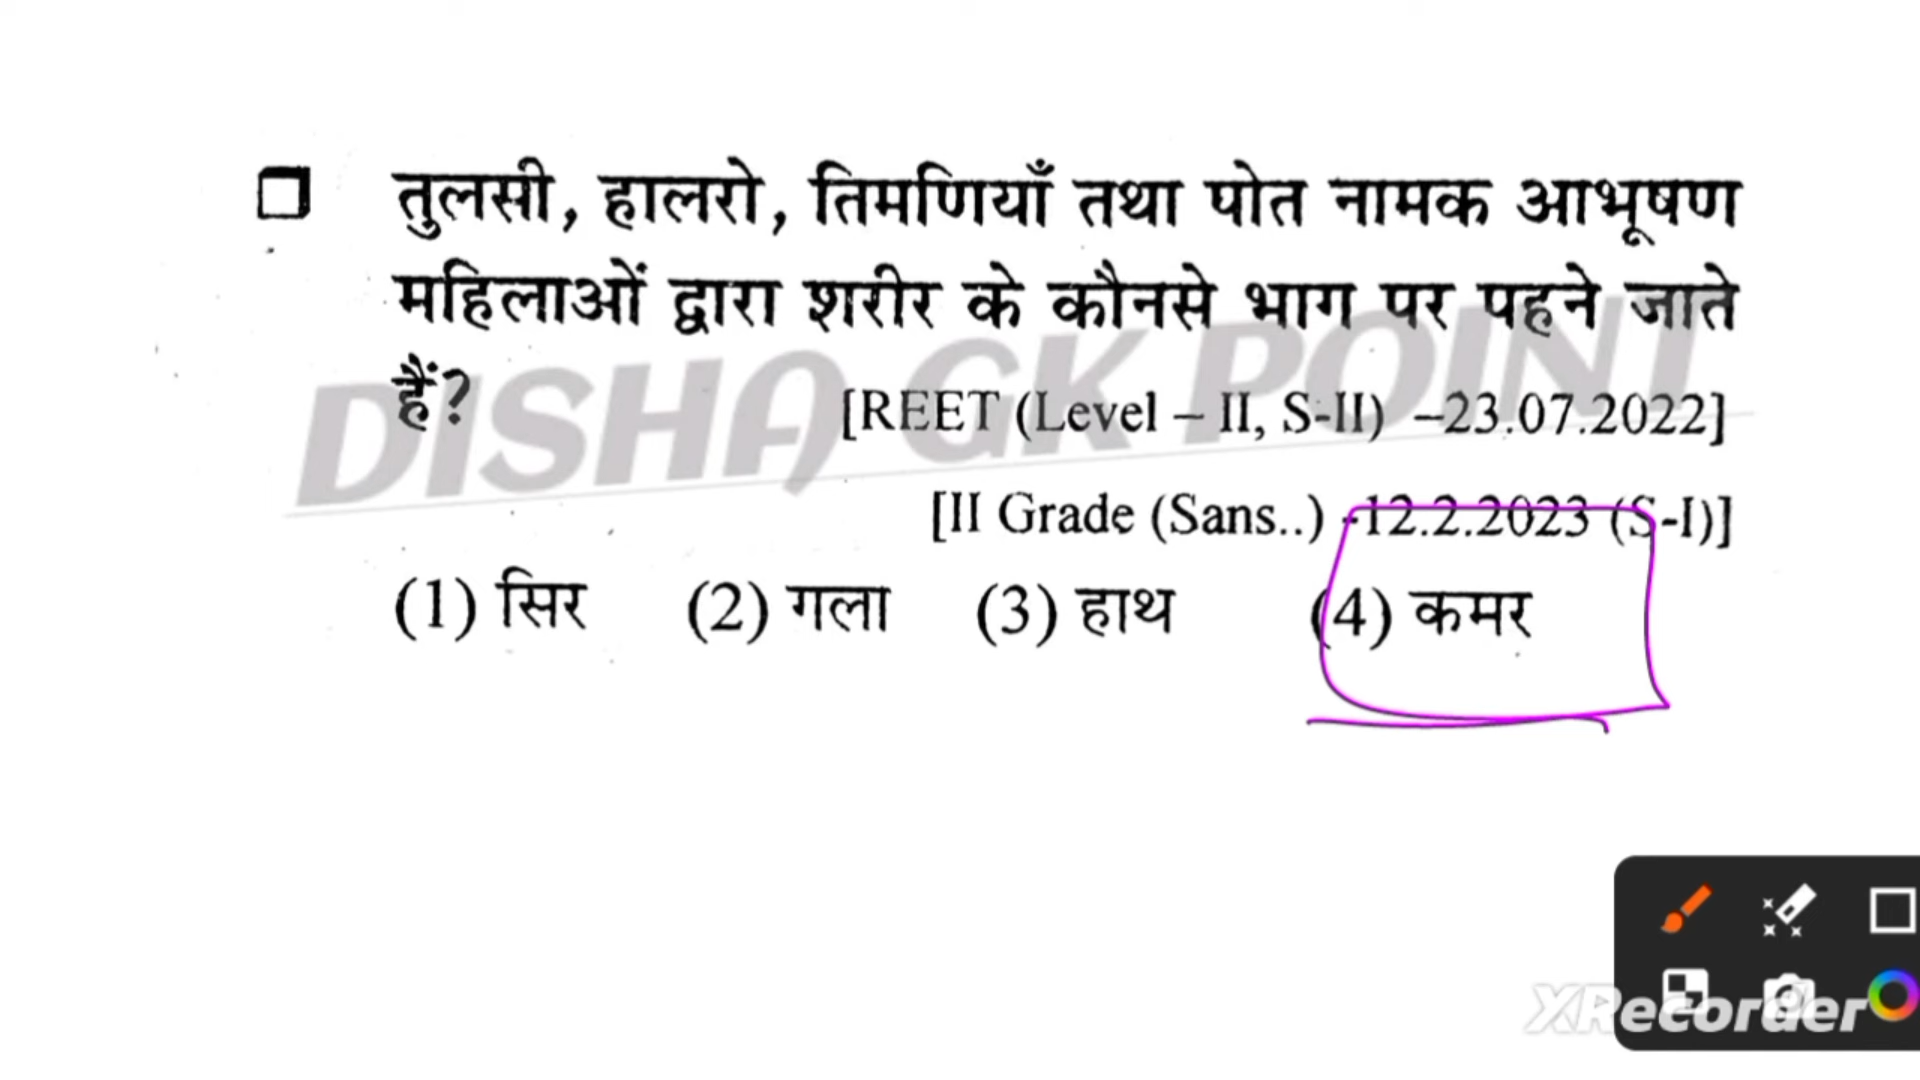 तुलसी, हालरो, तिमणियाँ तथा पोत नामक आभूषण
महिलाओं द्वारा शरीर के कौनसे भाग पर पहने जाते
हैं?
[REET (Level – II, S-II) –23.07.2022]
DISHA GK POINT
[II Grade (Sans..) -12.2.2023 (S-I)]
(1) सिर (2) गला (3) हाथ (4) कमर
XRecorder